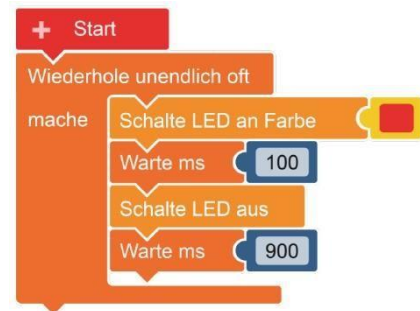 + Start
Wiederhole unendlich oft
mache
Schalte LED an Farbe
Warte ms 100
Schalte LED aus
Warte ms 900